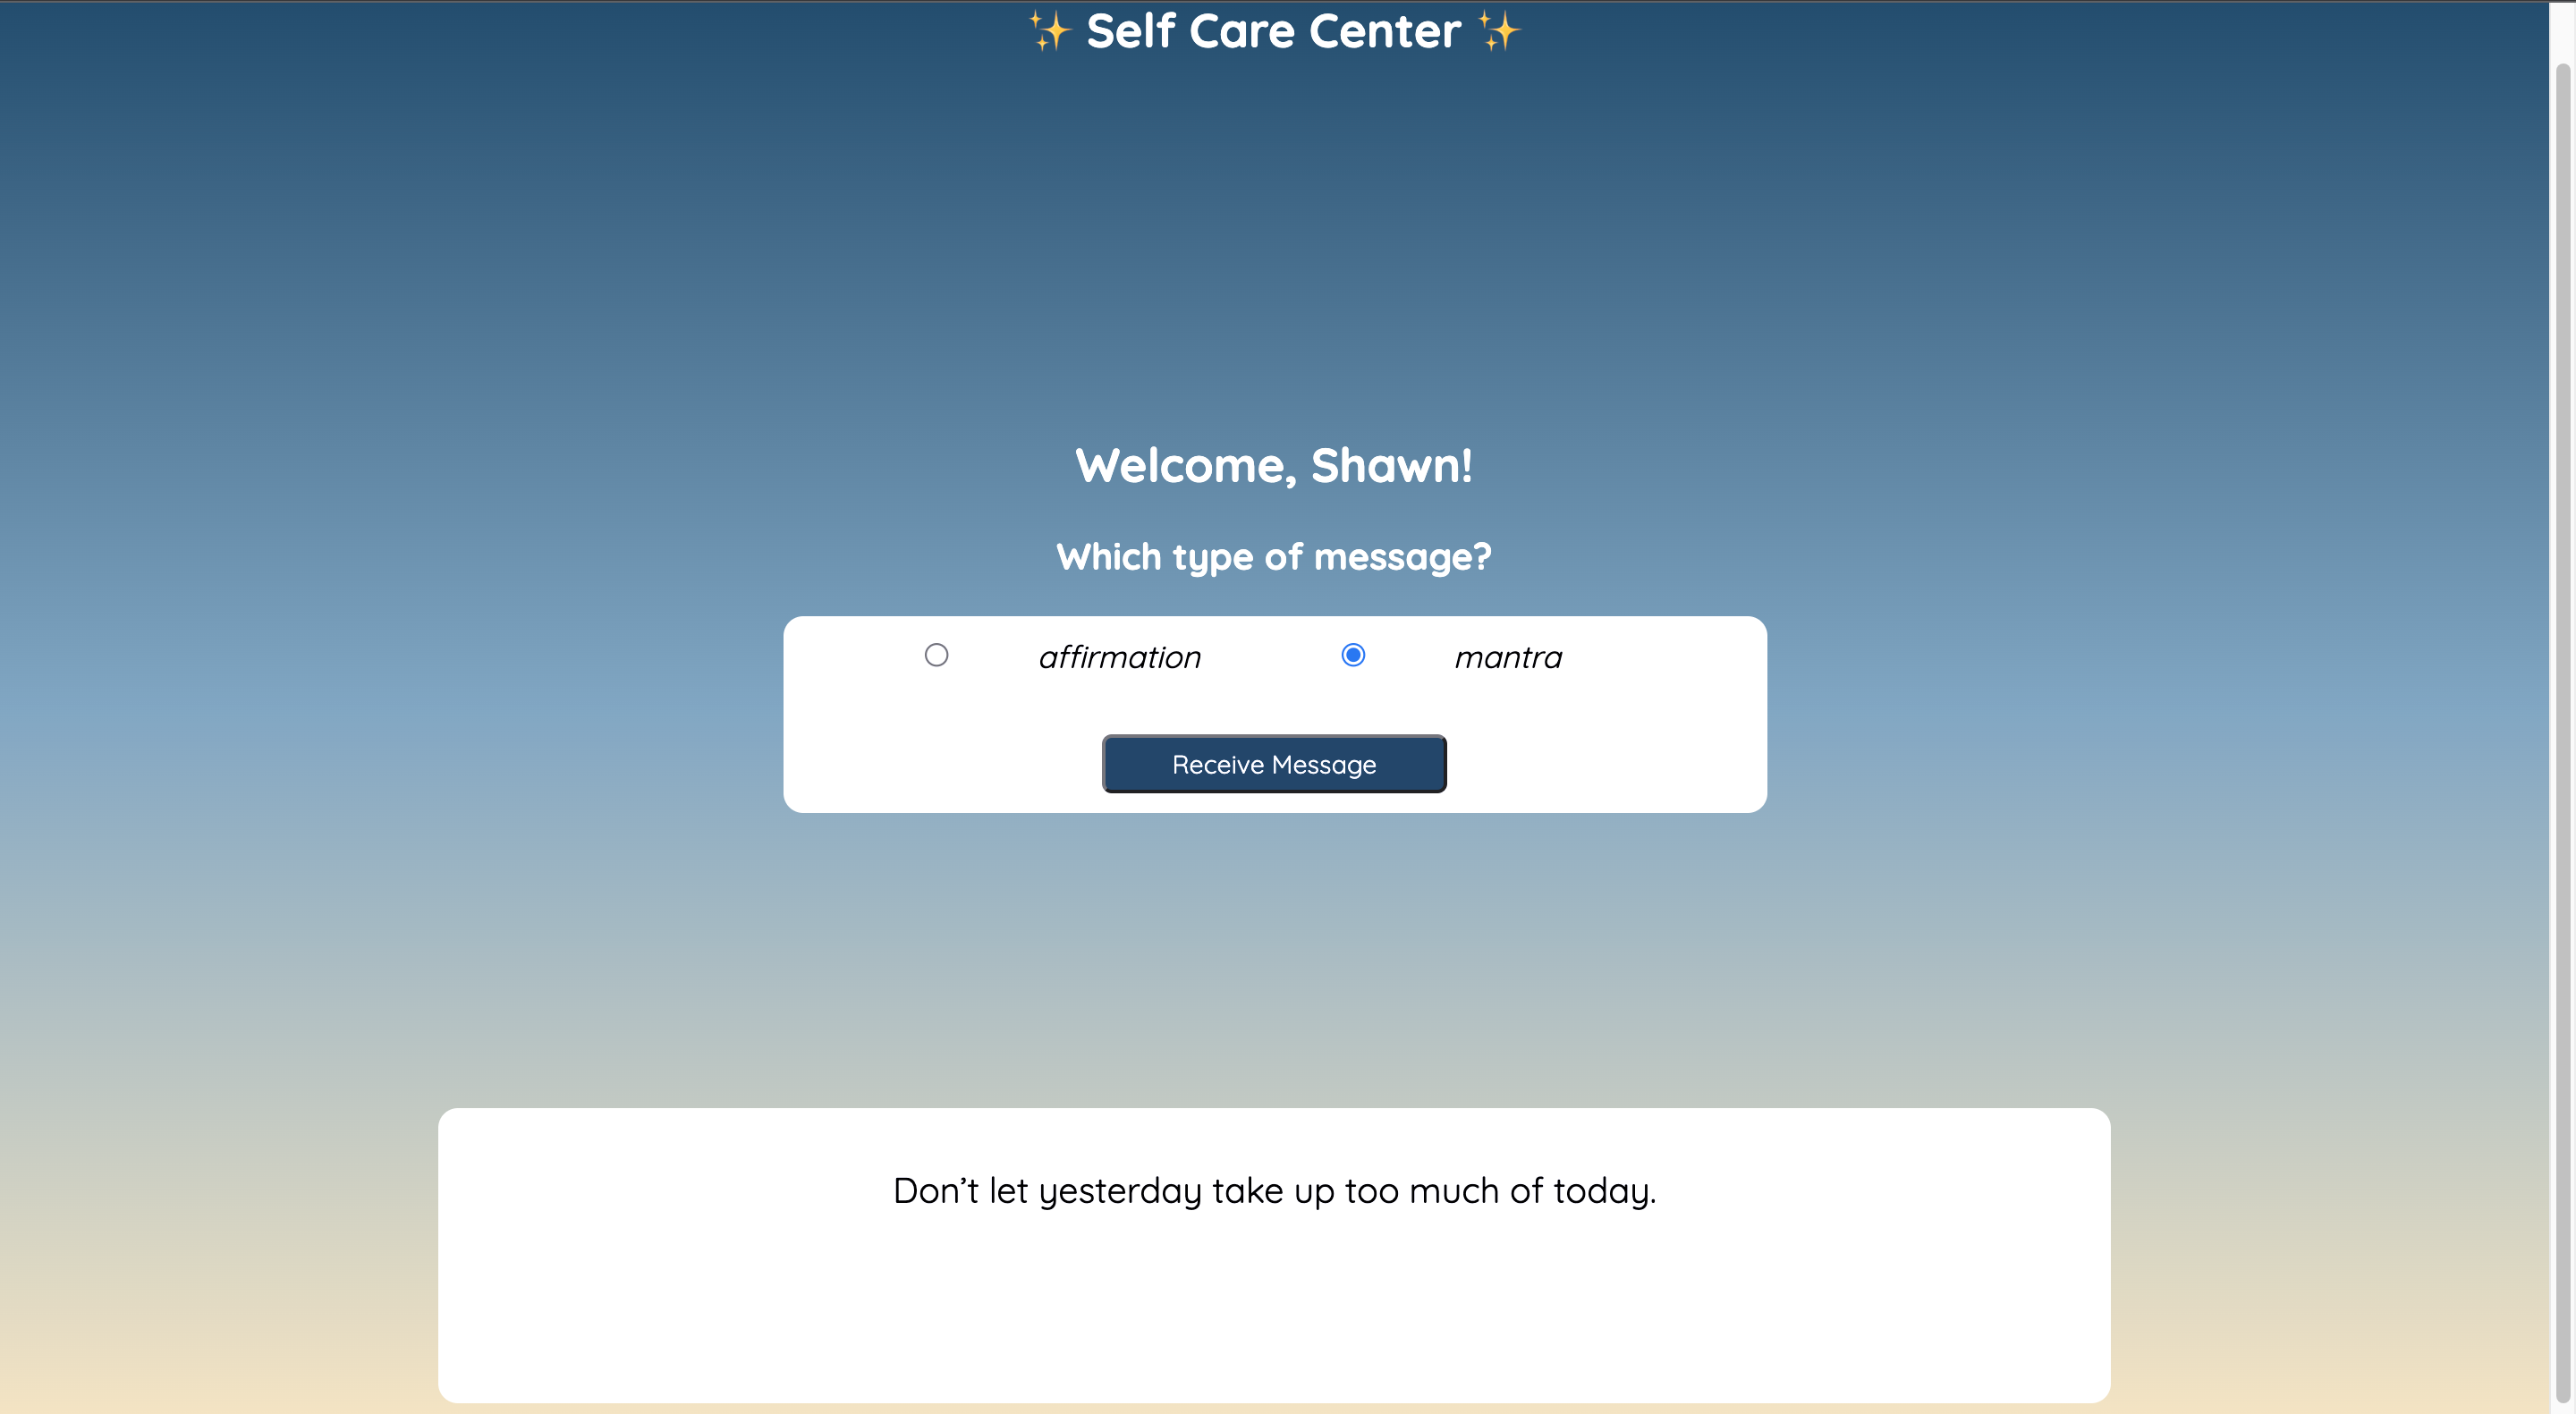 ✨ Self Care Center ✨
Welcome, Shawn!
Which type of message?
affirmation mantra
Receive Message
Don’t let yesterday take up too much of today.